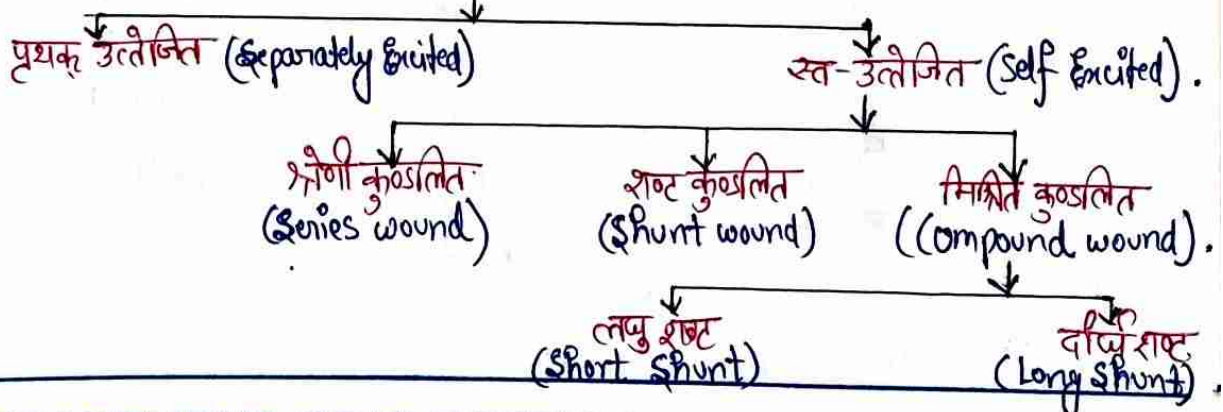 पृथक् उत्तेजित (Separately Excited)
स्व-उत्तेजित (Self Excited).
श्रेणी कुण्डलित
(Series wound)
शण्ट कुण्डलित
(Shunt wound)
मिश्रित कुण्डलित
(Compound wound).
लघु शण्ट
(Short Shunt)
दीर्घ शण्ट
(Long Shunt).